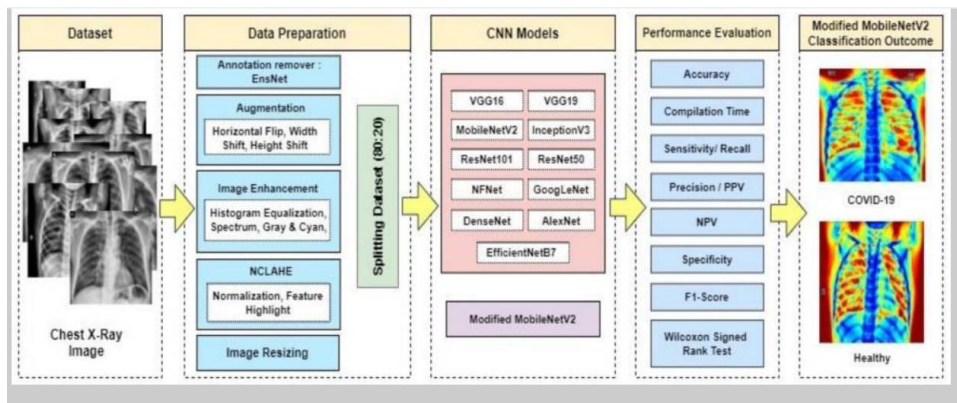 Dataset
Chest X-Ray
Image
Data Preparation
Annotation remover :
EnsNet
Augmentation
Horizontal Flip, Width
Shift, Height Shift
Image Enhancement
Histogram Equalization,
Spectrum, Gray & Cyan,
NCLAHE
Normalization, Feature
Highlight
Image Resizing
Splitting Dataset (80:20)
CNN Models
VGG16
VGG19
MobileNetV2
InceptionV3
ResNet101
ResNet50
NFNet
GoogLeNet
DenseNet
AlexNet
EfficientNetB7
Modified MobileNetV2
Performance Evaluation
Accuracy
Compilation Time
Sensitivity/ Recall
Precision / PPV
NPV
Specificity
F1-Score
Wilcoxon Signed
Rank Test
Modified MobileNetV2
Classification Outcome
COVID-19
Healthy